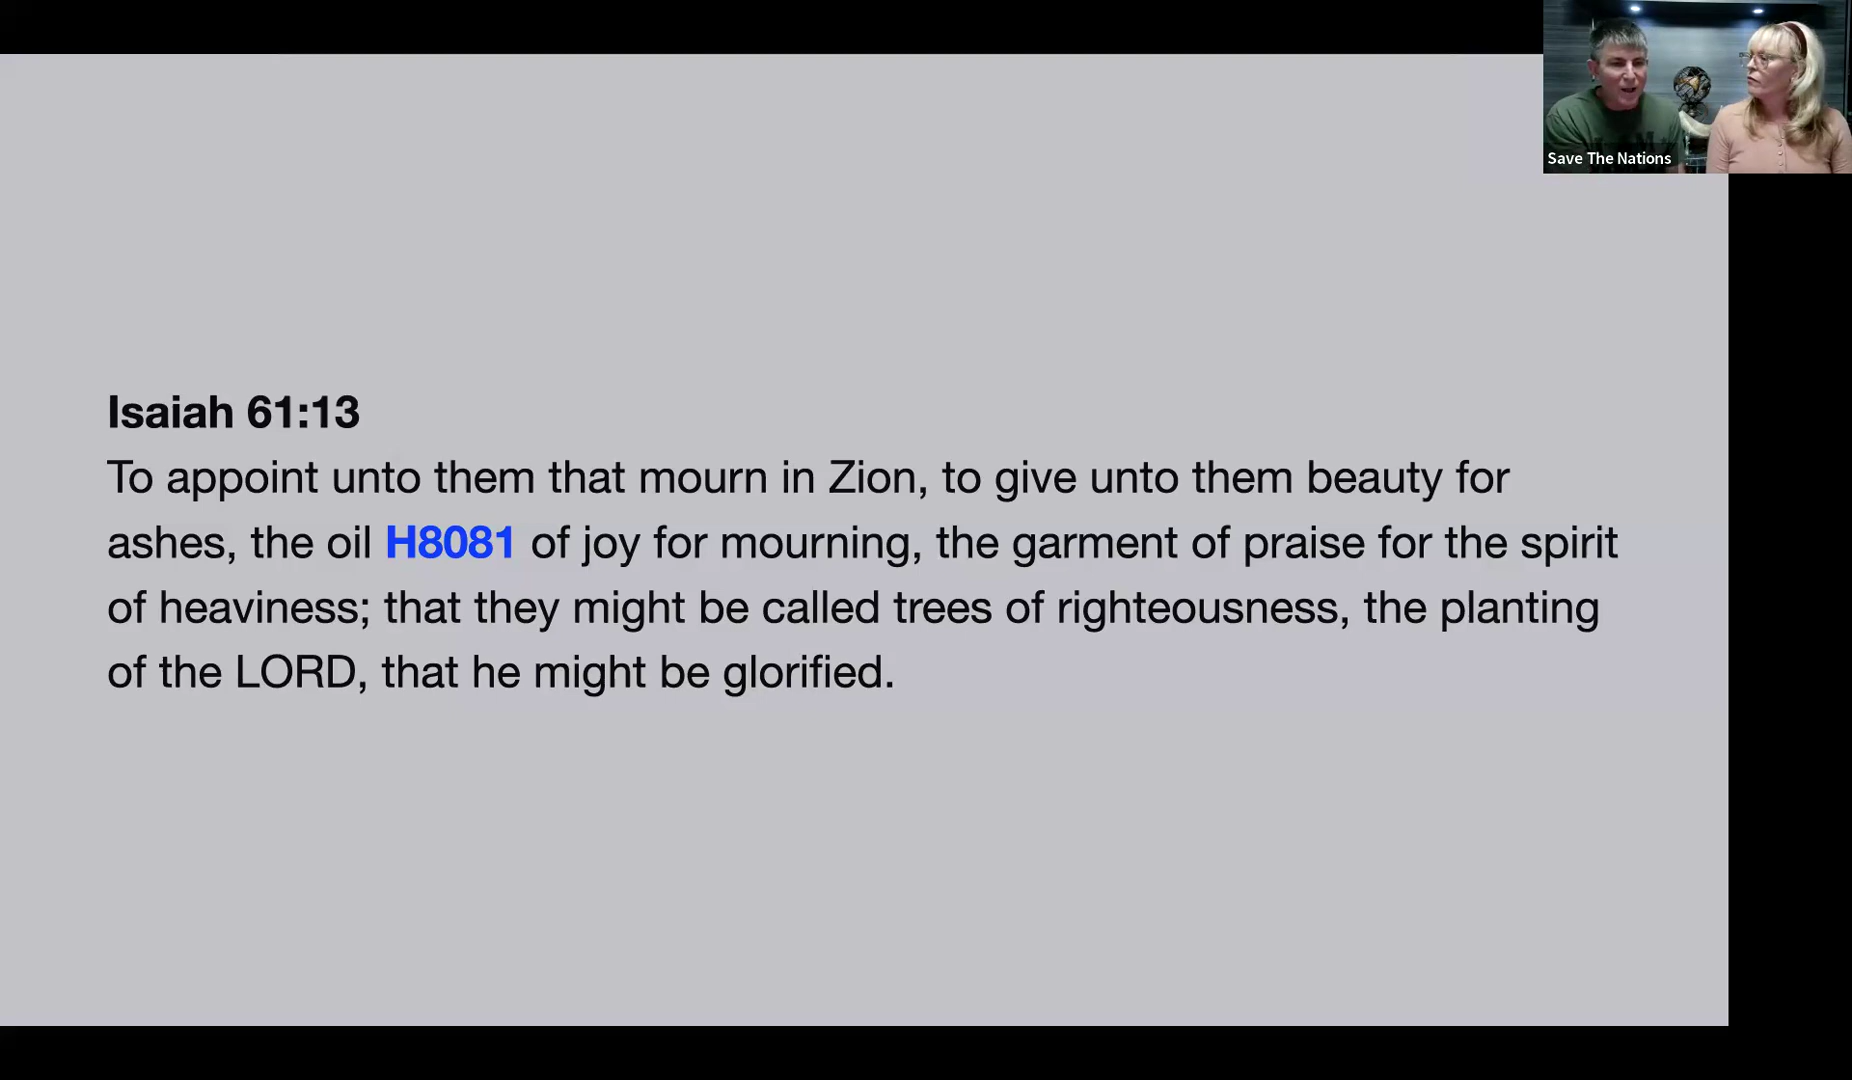 Save The Nations
Isaiah 61:13
To appoint unto them that mourn in Zion, to give unto them beauty for
ashes, the oil H8081 of joy for mourning, the garment of praise for the spirit
of heaviness; that they might be called trees of righteousness, the planting
of the LORD, that he might be glorified.